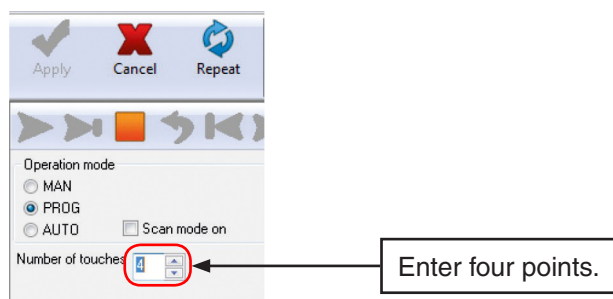 Apply Cancel Repeat
Operation mode
MAN
PROG
AUTO Scan mode on
Number of touches 4
Enter four points.